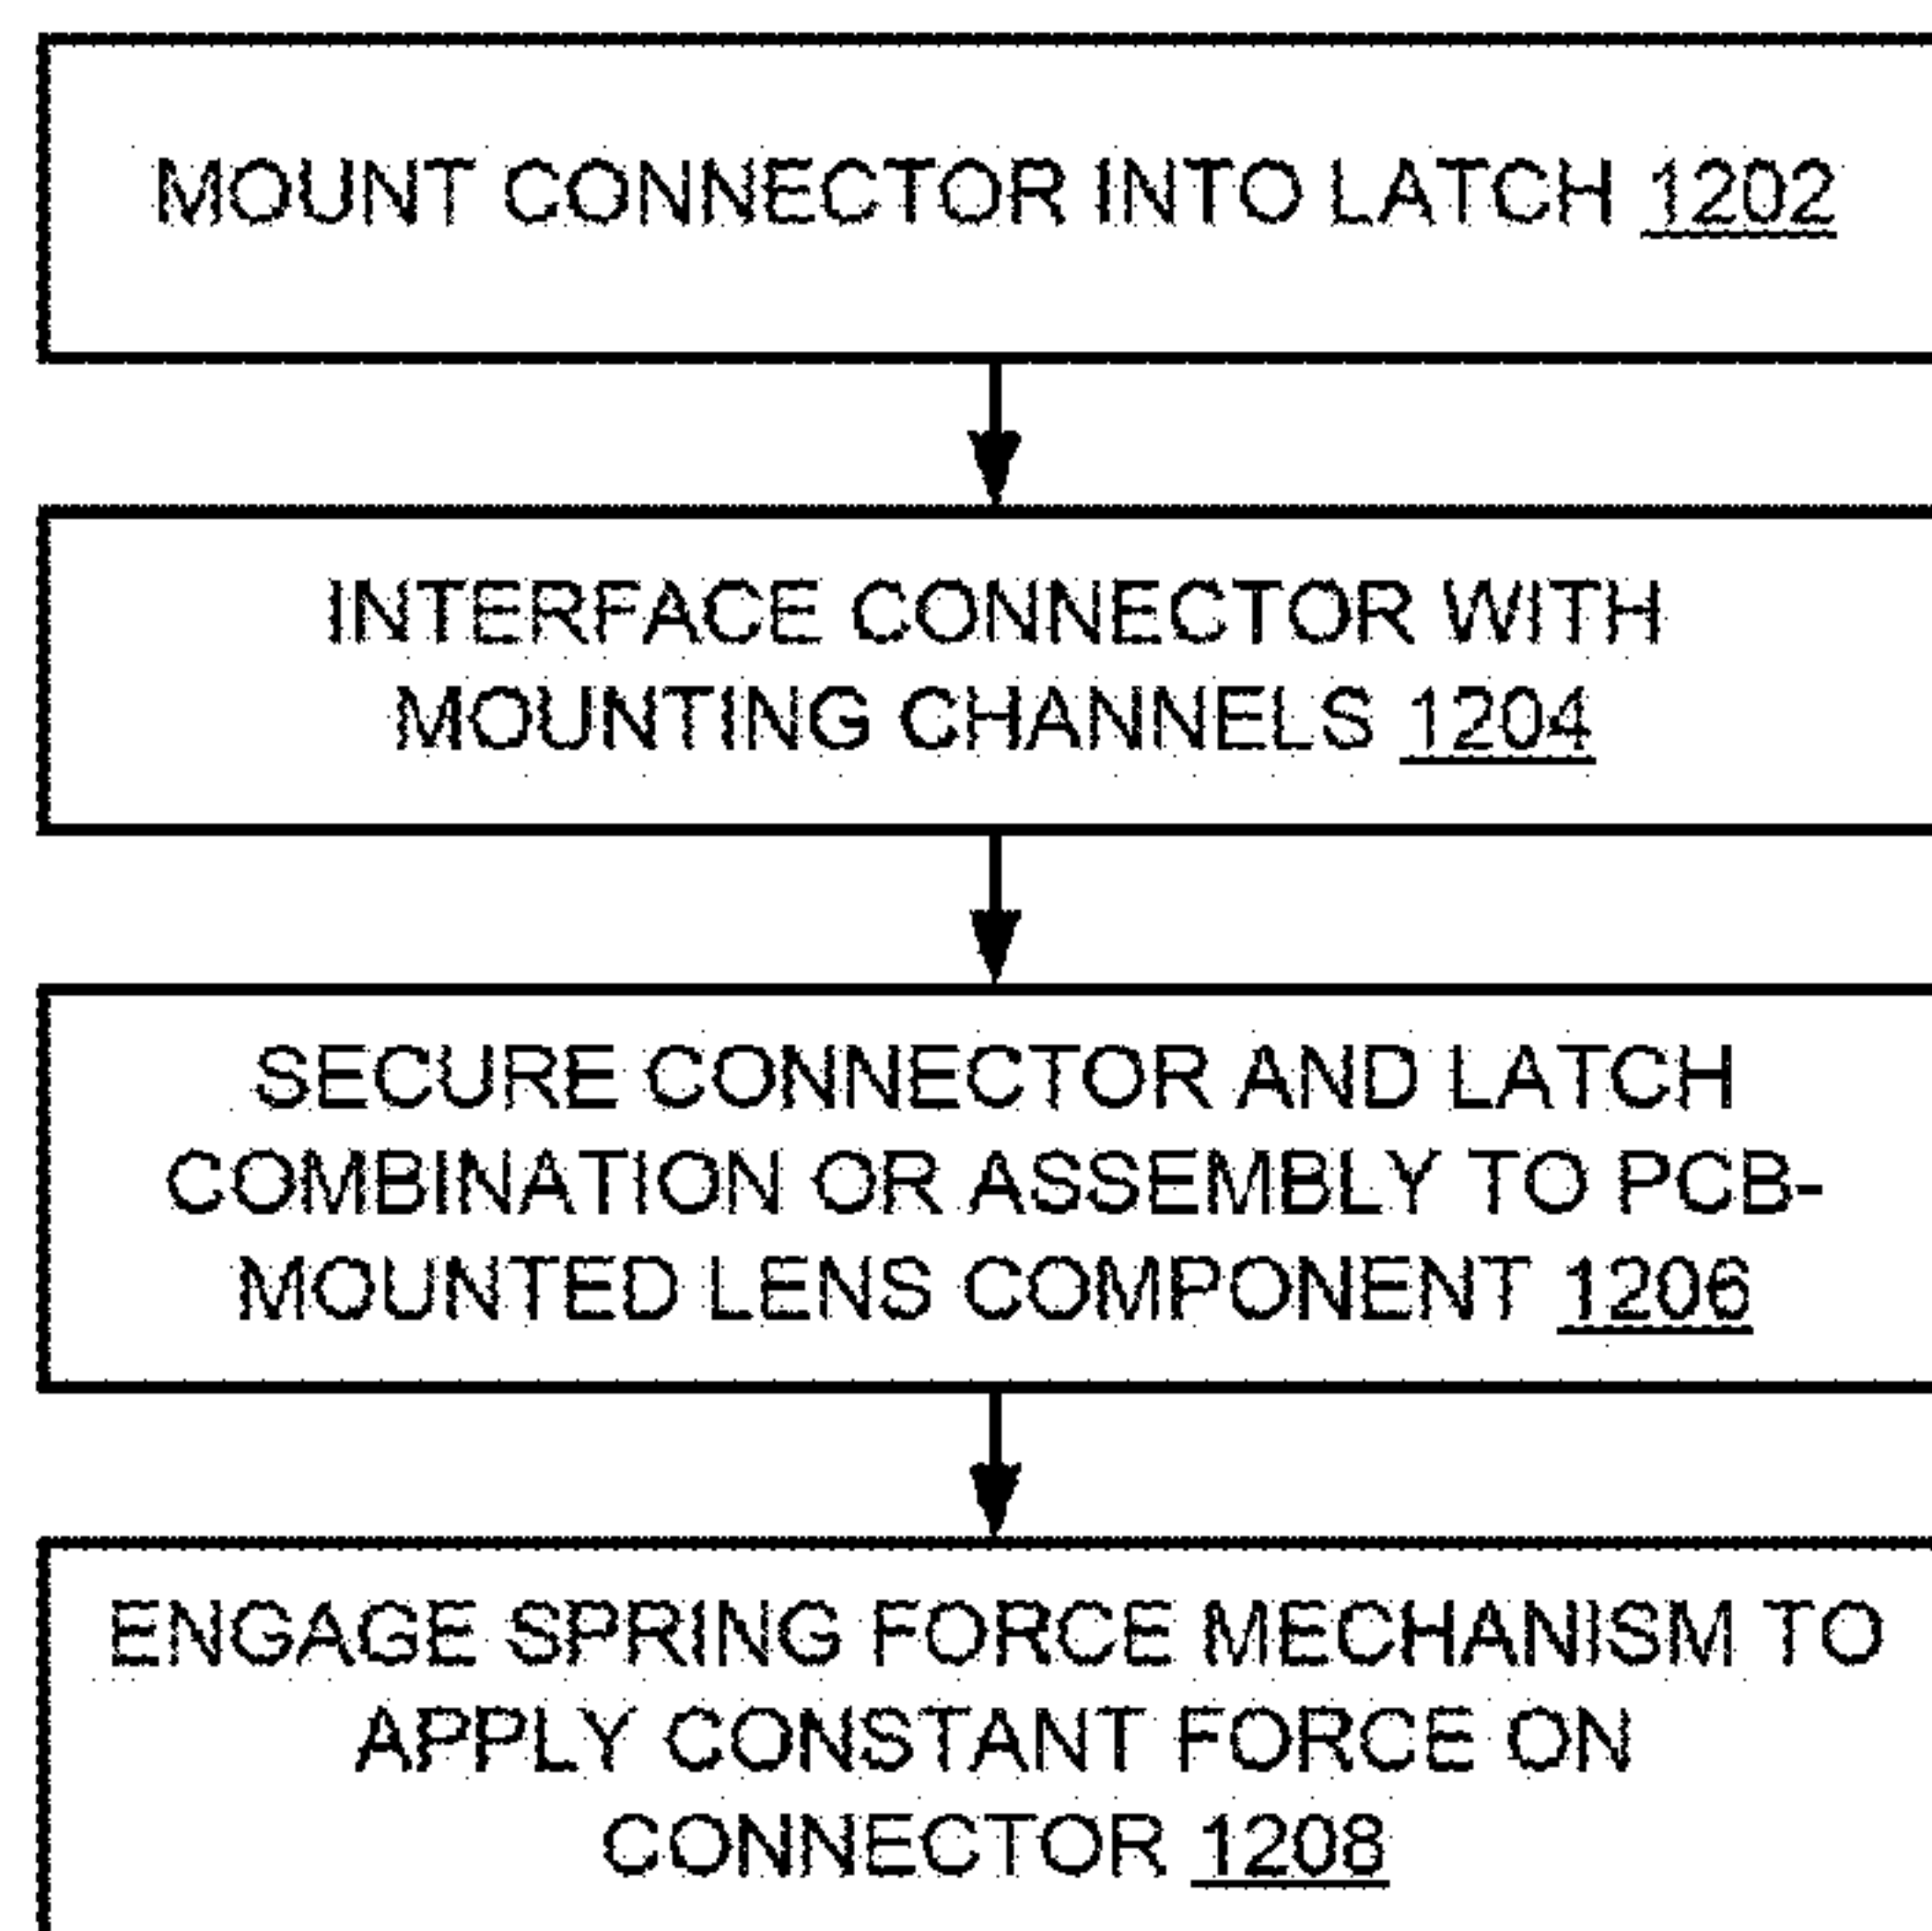 MOUNT CONNECTOR INTO LATCH 1202
INTERFACE CONNECTOR WITH
MOUNTING CHANNELS 1204
SECURE CONNECTOR AND LATCH
COMBINATION OR ASSEMBLY TO PCB-
MOUNTED LENS COMPONENT 1206
ENGAGE SPRING FORCE MECHANISM TO
APPLY CONSTANT FORCE ON
CONNECTOR 1208